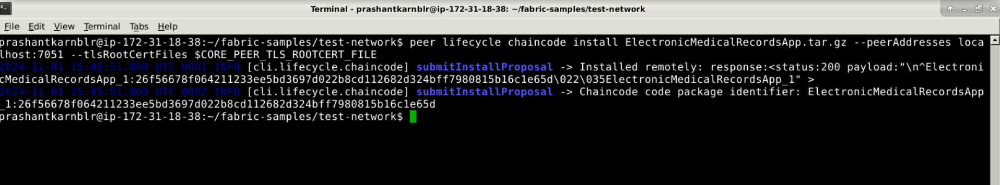 Terminal - prashantkarnblr@ip-172-31-18-38: ~/fabric-samples/test-network
File Edit View Terminal Tabs Help
prashantkarnblr@ip-172-31-18-38:~/fabric-samples/test-network$ peer lifecycle chaincode install ElectronicMedicalRecordsApp.tar.gz --peerAddresses loca
lhost:7051 --tlsRootCertFiles $CORE_PEER_TLS_ROOTCERT_FILE
2024-11-01 15:45:51.809 UTC 0001 INFO [cli.lifecycle.chaincode] submitInstallProposal -> Installed remotely: response:<status:200 payload:"\n^Electroni
cMedicalRecordsApp_1:26f56678f064211233ee5bd3697d022b8cd112682d324bff7980815b16c1e65d\022\035ElectronicMedicalRecordsApp_1" >
2024-11-01 15:45:51.809 UTC 0002 INFO [cli.lifecycle.chaincode] submitInstallProposal -> Chaincode code package identifier: ElectronicMedicalRecordsApp
_1:26f56678f064211233ee5bd3697d022b8cd112682d324bff7980815b16c1e65d
prashantkarnblr@ip-172-31-18-38:~/fabric-samples/test-network$